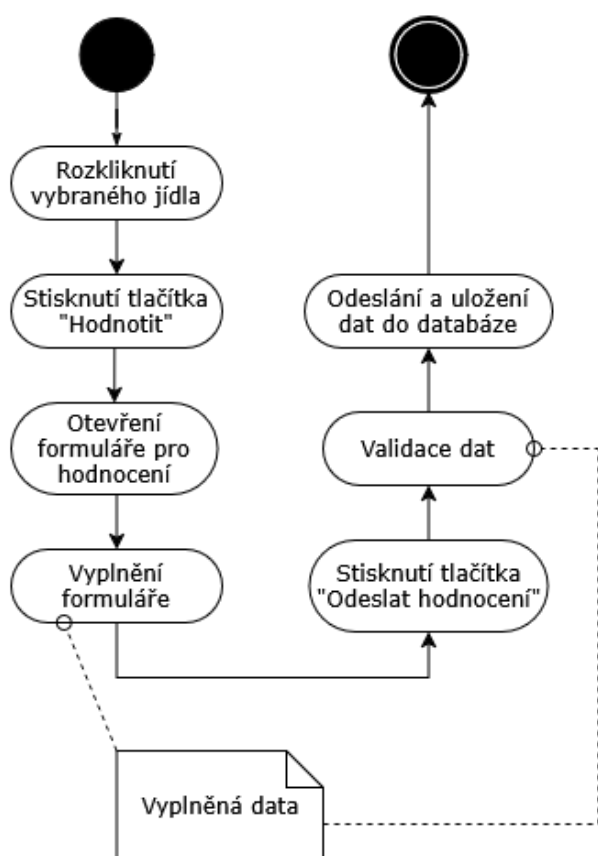 Rozkliknutí
vybraného jídla
Stisknutí tlačítka
"Hodnotit"
Otevření
formuláře pro
hodnocení
Vyplnění
formuláře
Stisknutí tlačítka
"Odeslat hodnocení"
Validace dat
Odeslání a uložení
dat do databáze
Vyplněná data